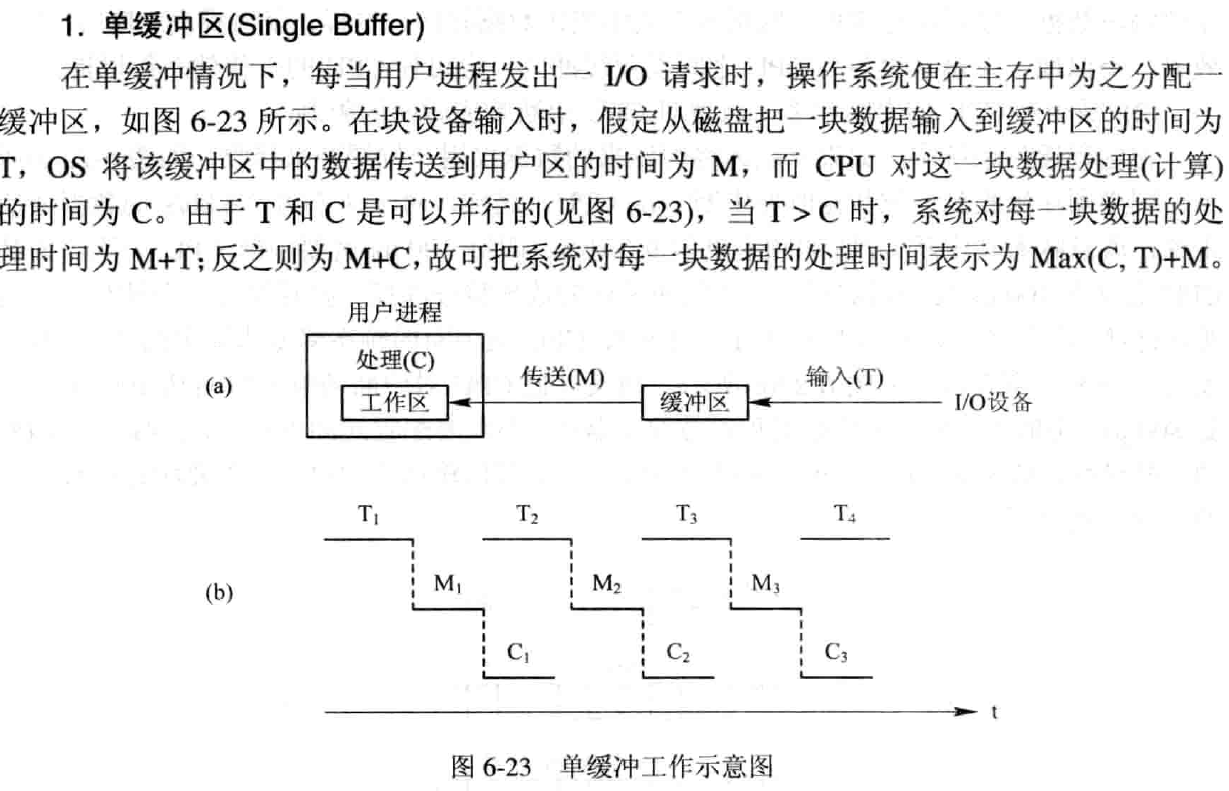 1. 单缓冲区(Single Buffer)
在单缓冲情况下，每当用户进程发出一 I/O 请求时，操作系统便在主存中为之分配一
缓冲区，如图 6-23 所示。在块设备输入时，假定从磁盘把一块数据输入到缓冲区的时间为
T，OS 将该缓冲区中的数据传送到用户区的时间为 M，而 CPU 对这一块数据处理(计算)
的时间为 C。由于 T 和 C 是可以并行的(见图 6-23)，当 T > C 时，系统对每一块数据的处
理时间为 M+T；反之则为 M+C，故可把系统对每一块数据的处理时间表示为 Max(C, T)+M。
用户进程
处理(C)
(a)
工作区
传送(M)
缓冲区
输入(T)
I/O设备
T₁ T₂ T₃ T₄
(b)
M₁ M₂ M₃
C₁ C₂ C₃
t
图 6-23 单缓冲工作示意图